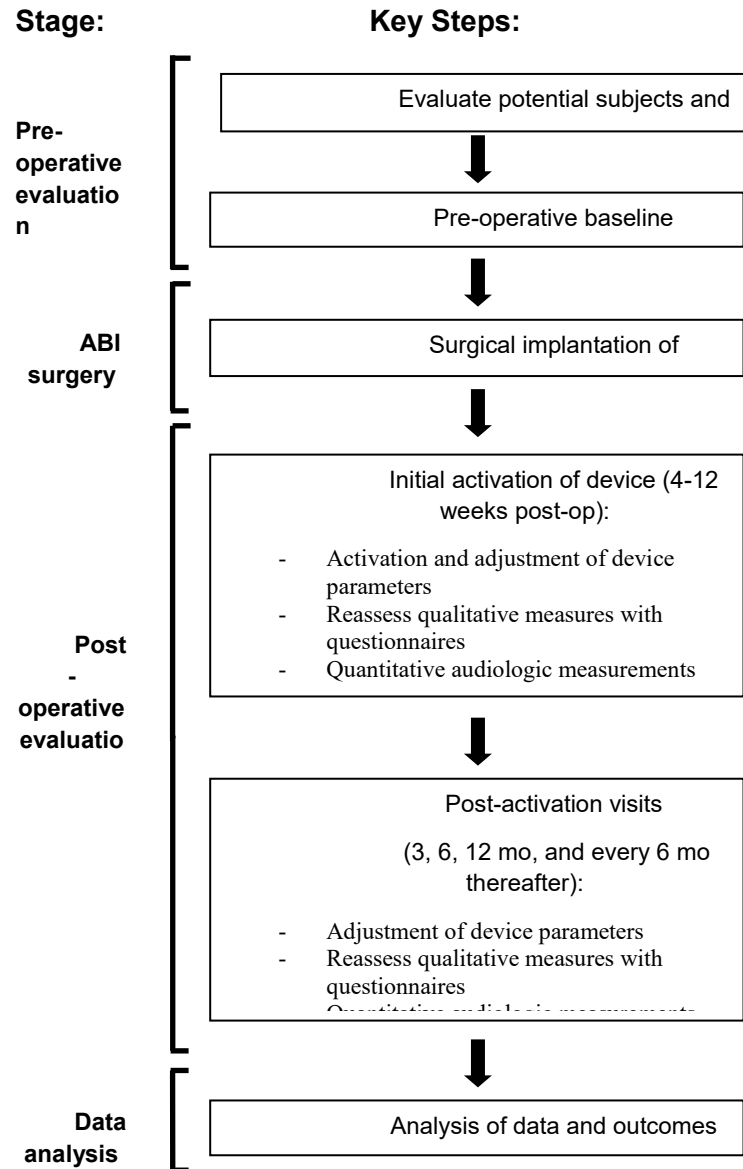 Stage:
Key Steps:
Pre-
operative
evaluatio
n
Evaluate potential subjects and
Pre-operative baseline
ABI
surgery
Surgical implantation of
Post
-
operative
evaluatio
Initial activation of device (4-12
weeks post-op):
- Activation and adjustment of device
parameters
- Reassess qualitative measures with
questionnaires
- Quantitative audiologic measurements
Post-activation visits
(3, 6, 12 mo, and every 6 mo
thereafter):
- Adjustment of device parameters
- Reassess qualitative measures with
questionnaires
Quantitative audiologic measurements
Data
analysis
Analysis of data and outcomes